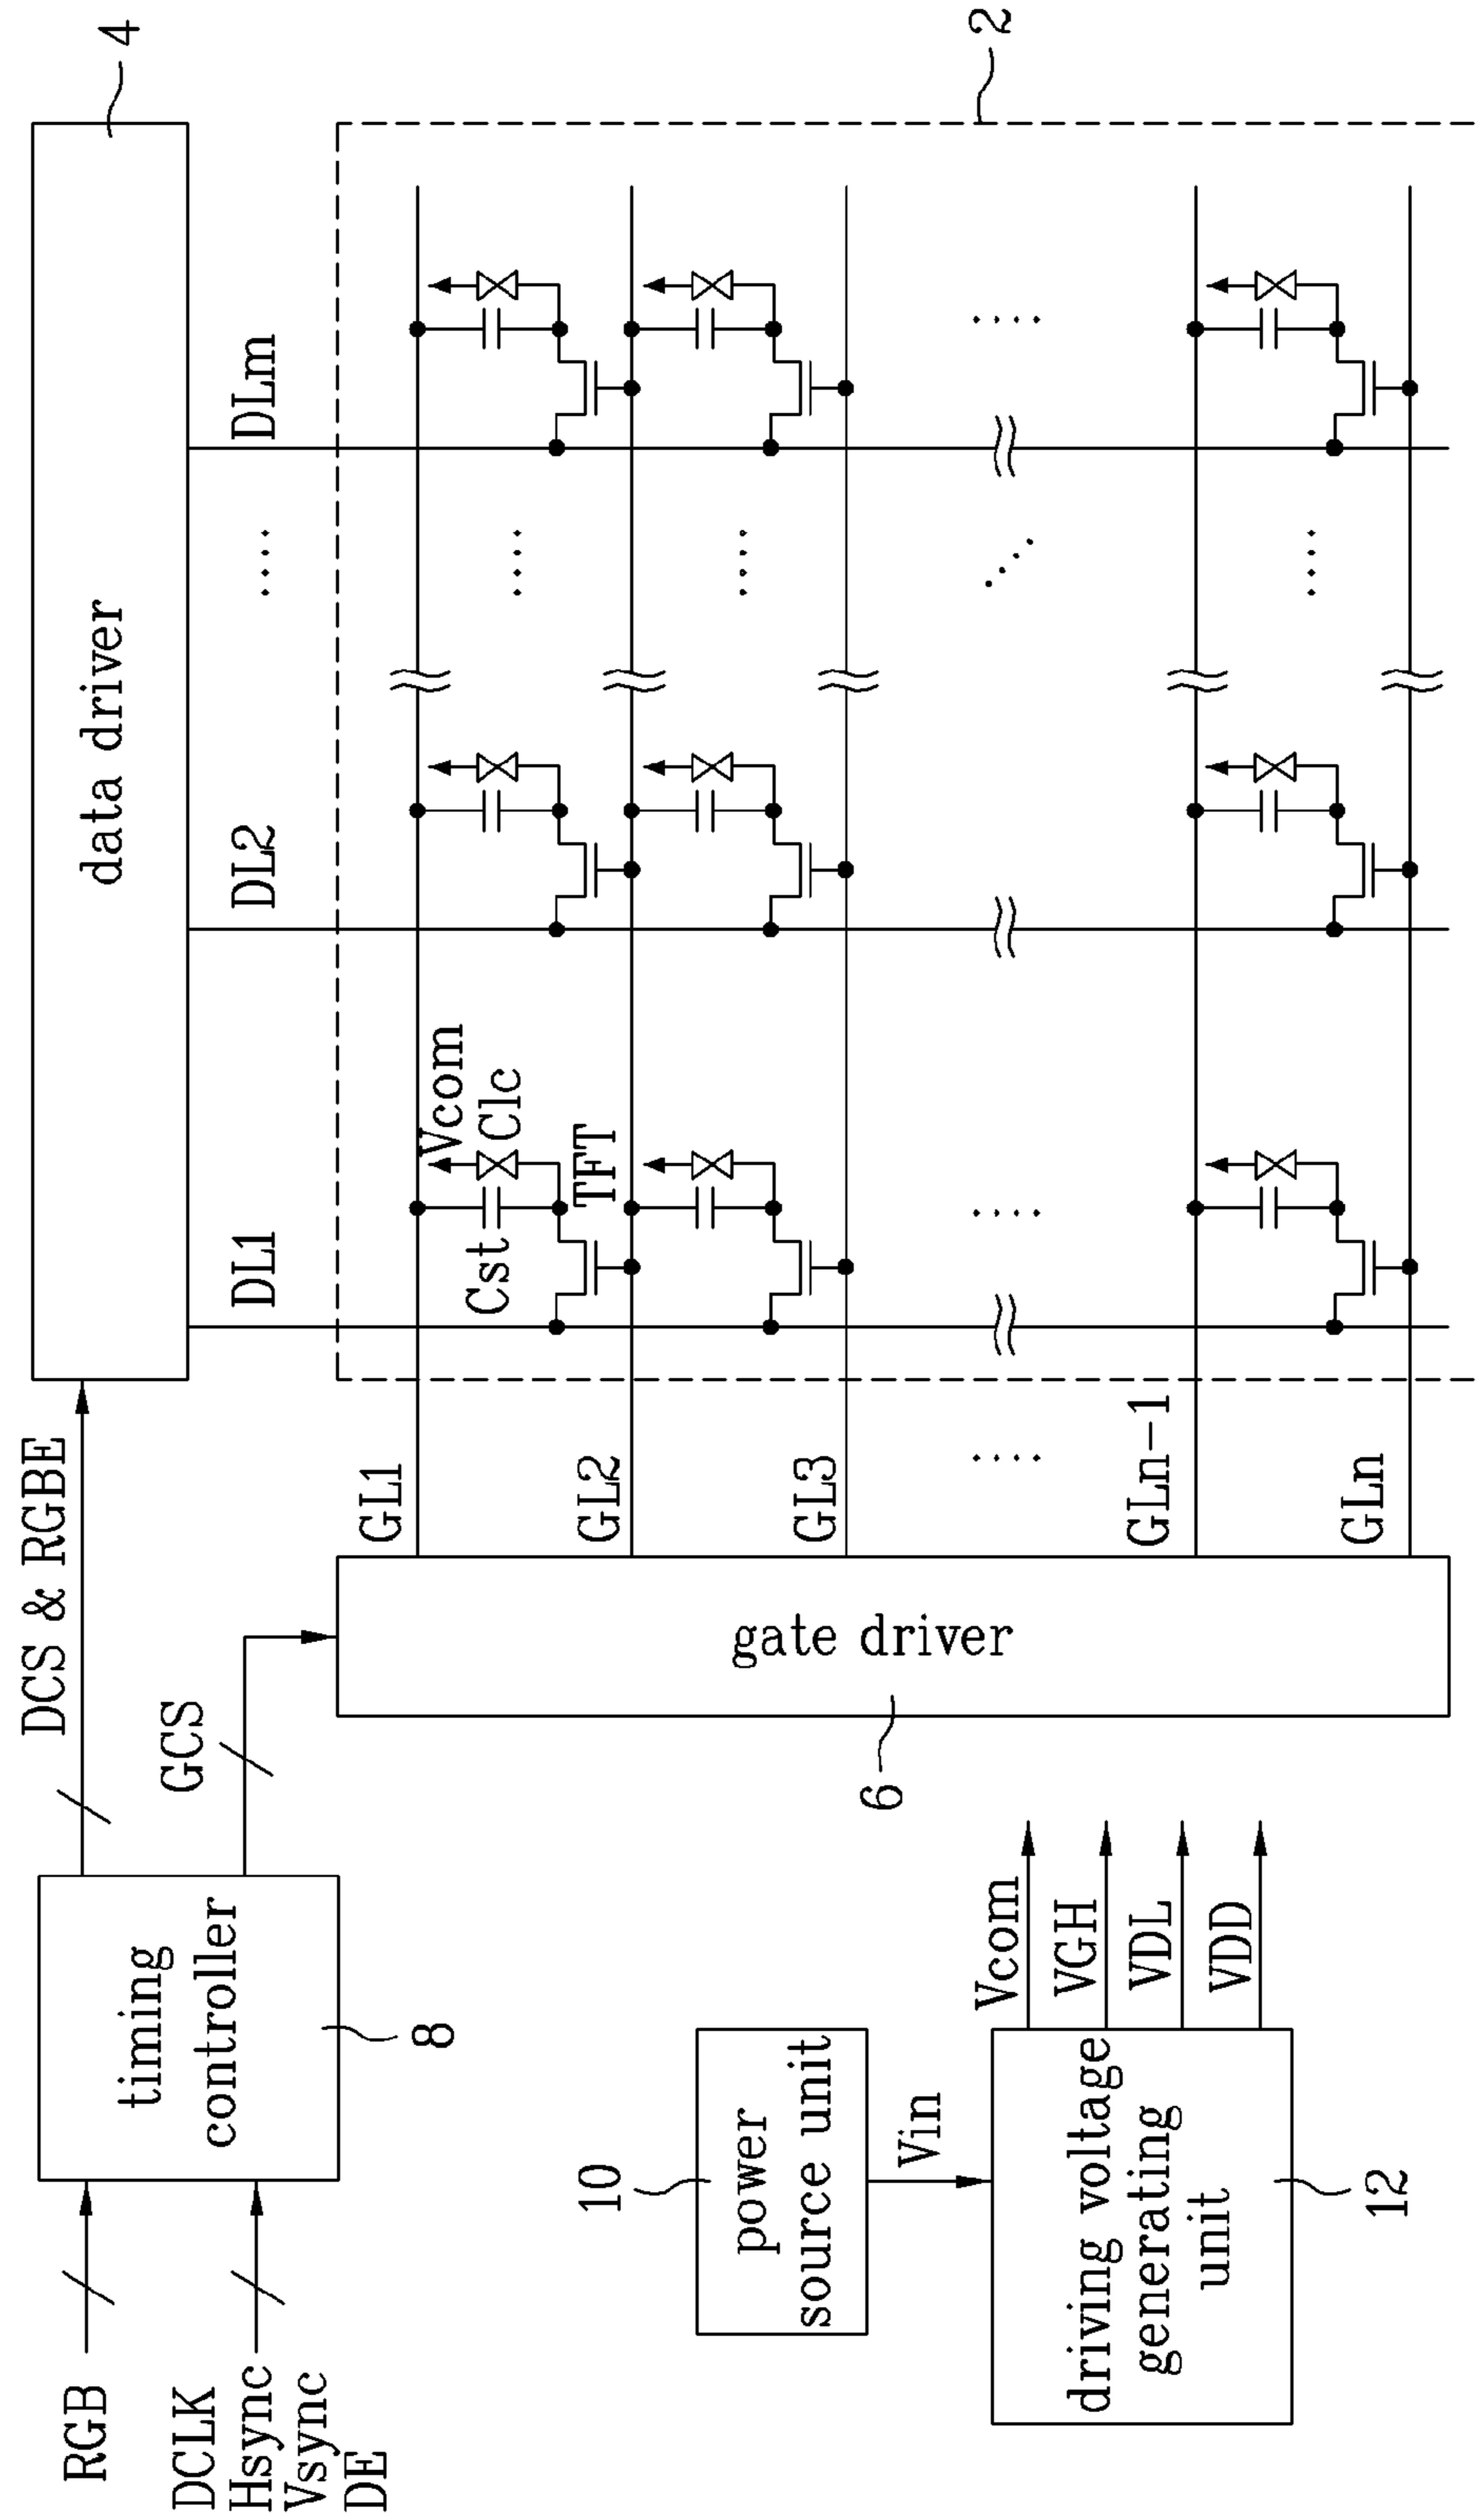 RGB
DCLK
Hsync
Vsync
DE
timing
controller
8
DCS & RGBE
GCS
data driver
4
DL1
DL2
DLm
2
GL1
GL2
GL3
GLn-1
GLn
Vcom
Clc
Cst
TFT
gate driver
6
10
power
source unit
Vin
driving voltage
generating
unit
12
Vcom
VGH
VDL
VDD